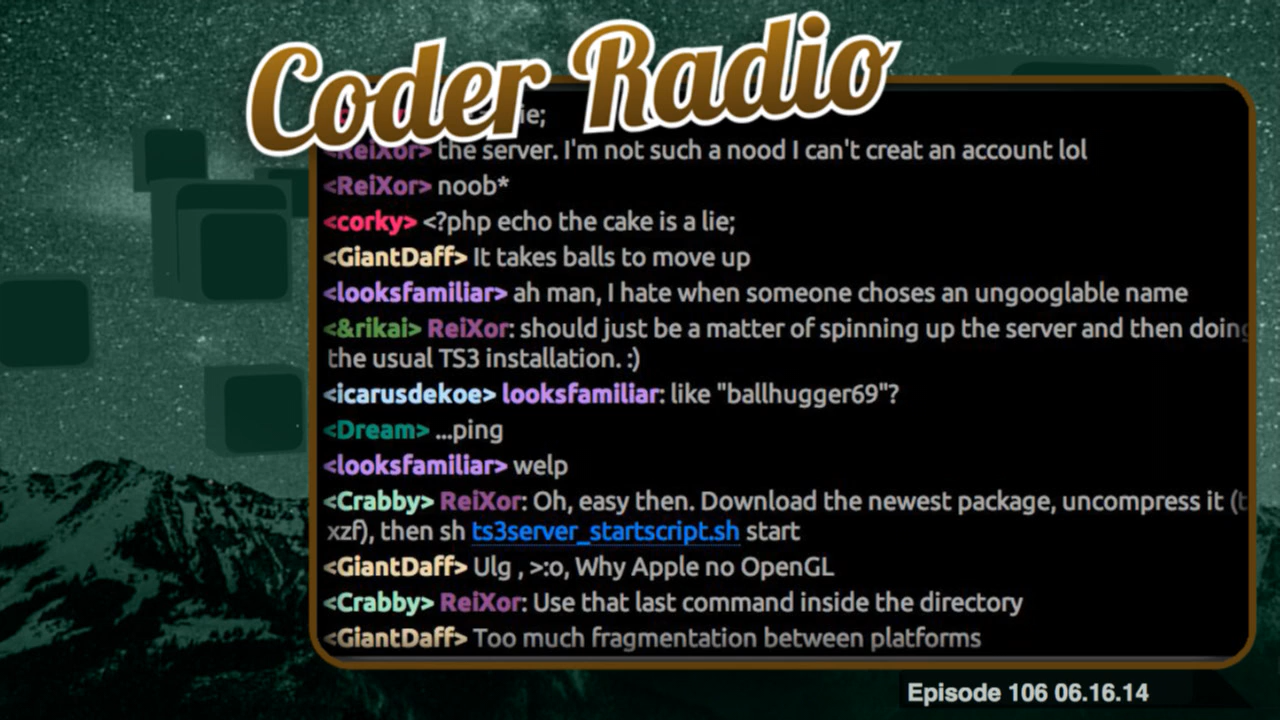 Coder Radio
ie;
<ReiXor> the server. I'm not such a nood I can't creat an account lol
<ReiXor> noob*
<corky> <?php echo the cake is a lie;
<GiantDaff> It takes balls to move up
<looksfamiliar> ah man, I hate when someone choses an ungooglable name
<&rikai> ReiXor: should just be a matter of spinning up the server and then doing
the usual TS3 installation. :)
<icarusdekoe> looksfamiliar: like "ballhugger69"?
<Dream> ...ping
<looksfamiliar> welp
<Crabby> ReiXor: Oh, easy then. Download the newest package, uncompress it (t
xzf), then sh ts3server_startscript.sh start
<GiantDaff> Ulg , >:o, Why Apple no OpenGL
<Crabby> ReiXor: Use that last command inside the directory
<GiantDaff> Too much fragmentation between platforms
Episode 106 06.16.14